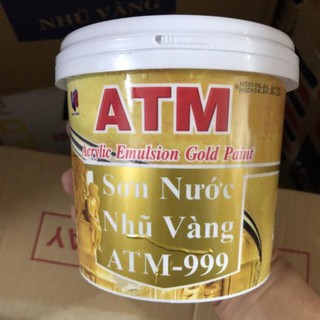 NHŨ VÀNG
ATM
Acrylic Emulsion Gold Paint
Sơn Nước
Nhũ Vàng
ATM-999